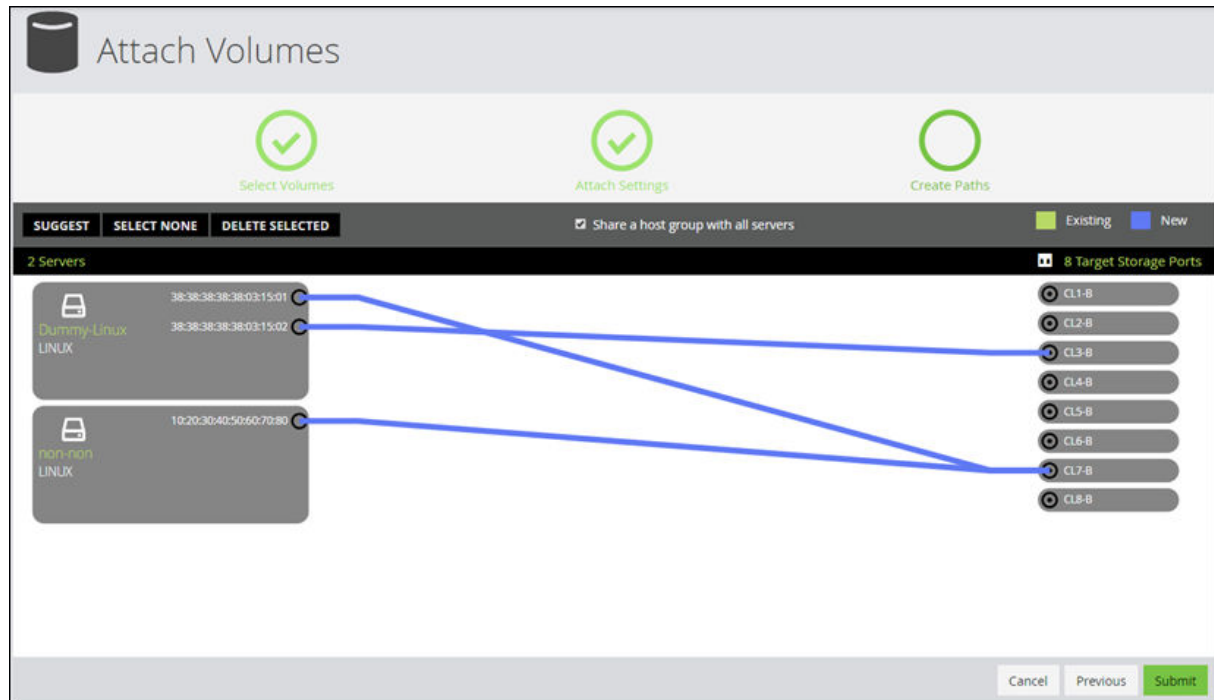 Attach Volumes
Select Volumes
Attach Settings
Create Paths
SUGGEST SELECT NONE DELETE SELECTED
Share a host group with all servers
Existing New
2 Servers
8 Target Storage Ports
Dummy-Linux
LINUX
38:38:38:38:38:03:15:01
38:38:38:38:38:03:15:02
non-non
LINUX
10:20:30:40:50:60:70:80
CL1-B
CL2-B
CL3-B
CL4-B
CL5-B
CL6-B
CL7-B
CL8-B
Cancel Previous Submit